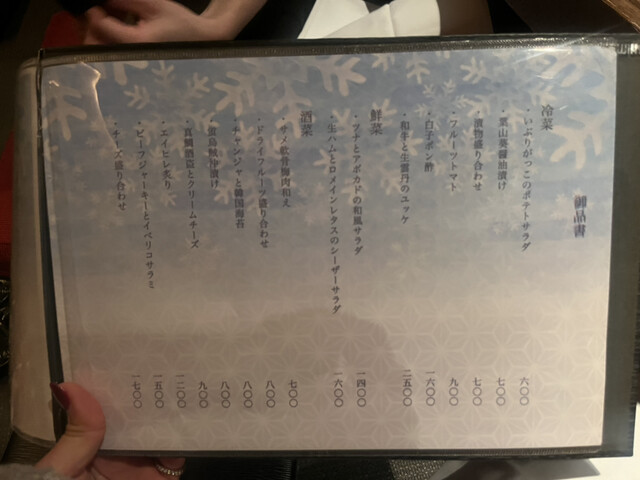 御品書
冷菜
・いぶりがっこのポテトサラダ 六〇〇
・葉山葵醤油漬け 七〇〇
・漬物盛り合わせ 七〇〇
・フルーツトマト 九〇〇
・白子ポン酢 一六〇〇
・和牛と生雲丹のユッケ 二五〇〇
鮮菜
・ツナとアボカドの和風サラダ 一四〇〇
・生ハムとロメインレタスのシーザーサラダ 一六〇〇
酒菜
・サメ軟骨梅肉和え 七〇〇
・ドライフルーツ盛り合わせ 八〇〇
・チャンジャと韓国海苔 八〇〇
漬け 八〇〇
・真鯛酒盗とクリームチーズ 九〇〇
・エイヒレ炙り 一二〇〇
・ビーフジャーキーとイベリコサラミ 一五〇〇
・チーズ盛り合わせ 一七〇〇